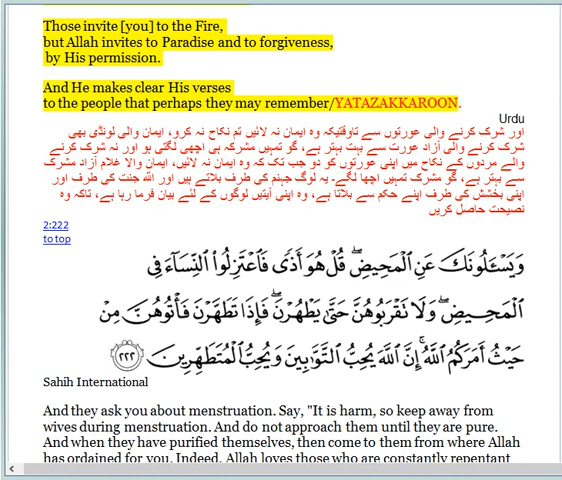 Those invite [you] to the Fire,
but Allah invites to Paradise and to forgiveness,
by His permission.
And He makes clear His verses
to the people that perhaps they may remember/YATAZAKKAROON.
Urdu
اور شرک کرنے والی عورتوں سے تاوقتیکہ وہ ایمان نہ لائیں تم نکاح نہ کرو، ایمان والی لونڈی بھی
شرک کرنے والی آزاد عورت سے بہت بہتر ہے، گو تمہیں مشرکہ ہی اچھی لگتی ہو اور نہ شرک کرنے
والے مردوں کے نکاح میں اپنی عورتوں کو دو جب تک کہ وہ ایمان نہ لائیں، ایمان والا غلام آزاد مشرک
سے بہتر ہے، گو مشرک تمہیں اچھا لگے۔ یہ لوگ جہنم کی طرف بلاتے ہیں اور اللہ جنت کی طرف اور
اپنی بخشش کی طرف اپنے حکم سے بلاتا ہے، وہ اپنی آیتیں لوگوں کے لئے بیان فرما رہا ہے، تاکہ وہ
نصیحت حاصل کریں
2:222
to top
وَيَسْـَٔلُونَكَ عَنِ ٱلْمَحِيضِ ۖ قُلْ هُوَ أَذًى فَٱعْتَزِلُوا۟ ٱلنِّسَآءَ فِى
ٱلْمَحِيضِ ۖ وَلَا تَقْرَبُوهُنَّ حَتَّىٰ يَطْهُرْنَ ۖ فَإِذَا تَطَهَّرْنَ فَأْتُوهُنَّ مِنْ
حَيْثُ أَمَرَكُمُ ٱللَّهُ ۚ إِنَّ ٱللَّهَ يُحِبُّ ٱلتَّوَّٰبِينَ وَيُحِبُّ ٱلْمُتَطَهِّرِينَ ﴿٢٢٢﴾
Sahih International
And they ask you about menstruation. Say, "It is harm, so keep away from
wives during menstruation. And do not approach them until they are pure.
And when they have purified themselves, then come to them from where Allah
has ordained for you. Indeed, Allah loves those who are constantly repentant